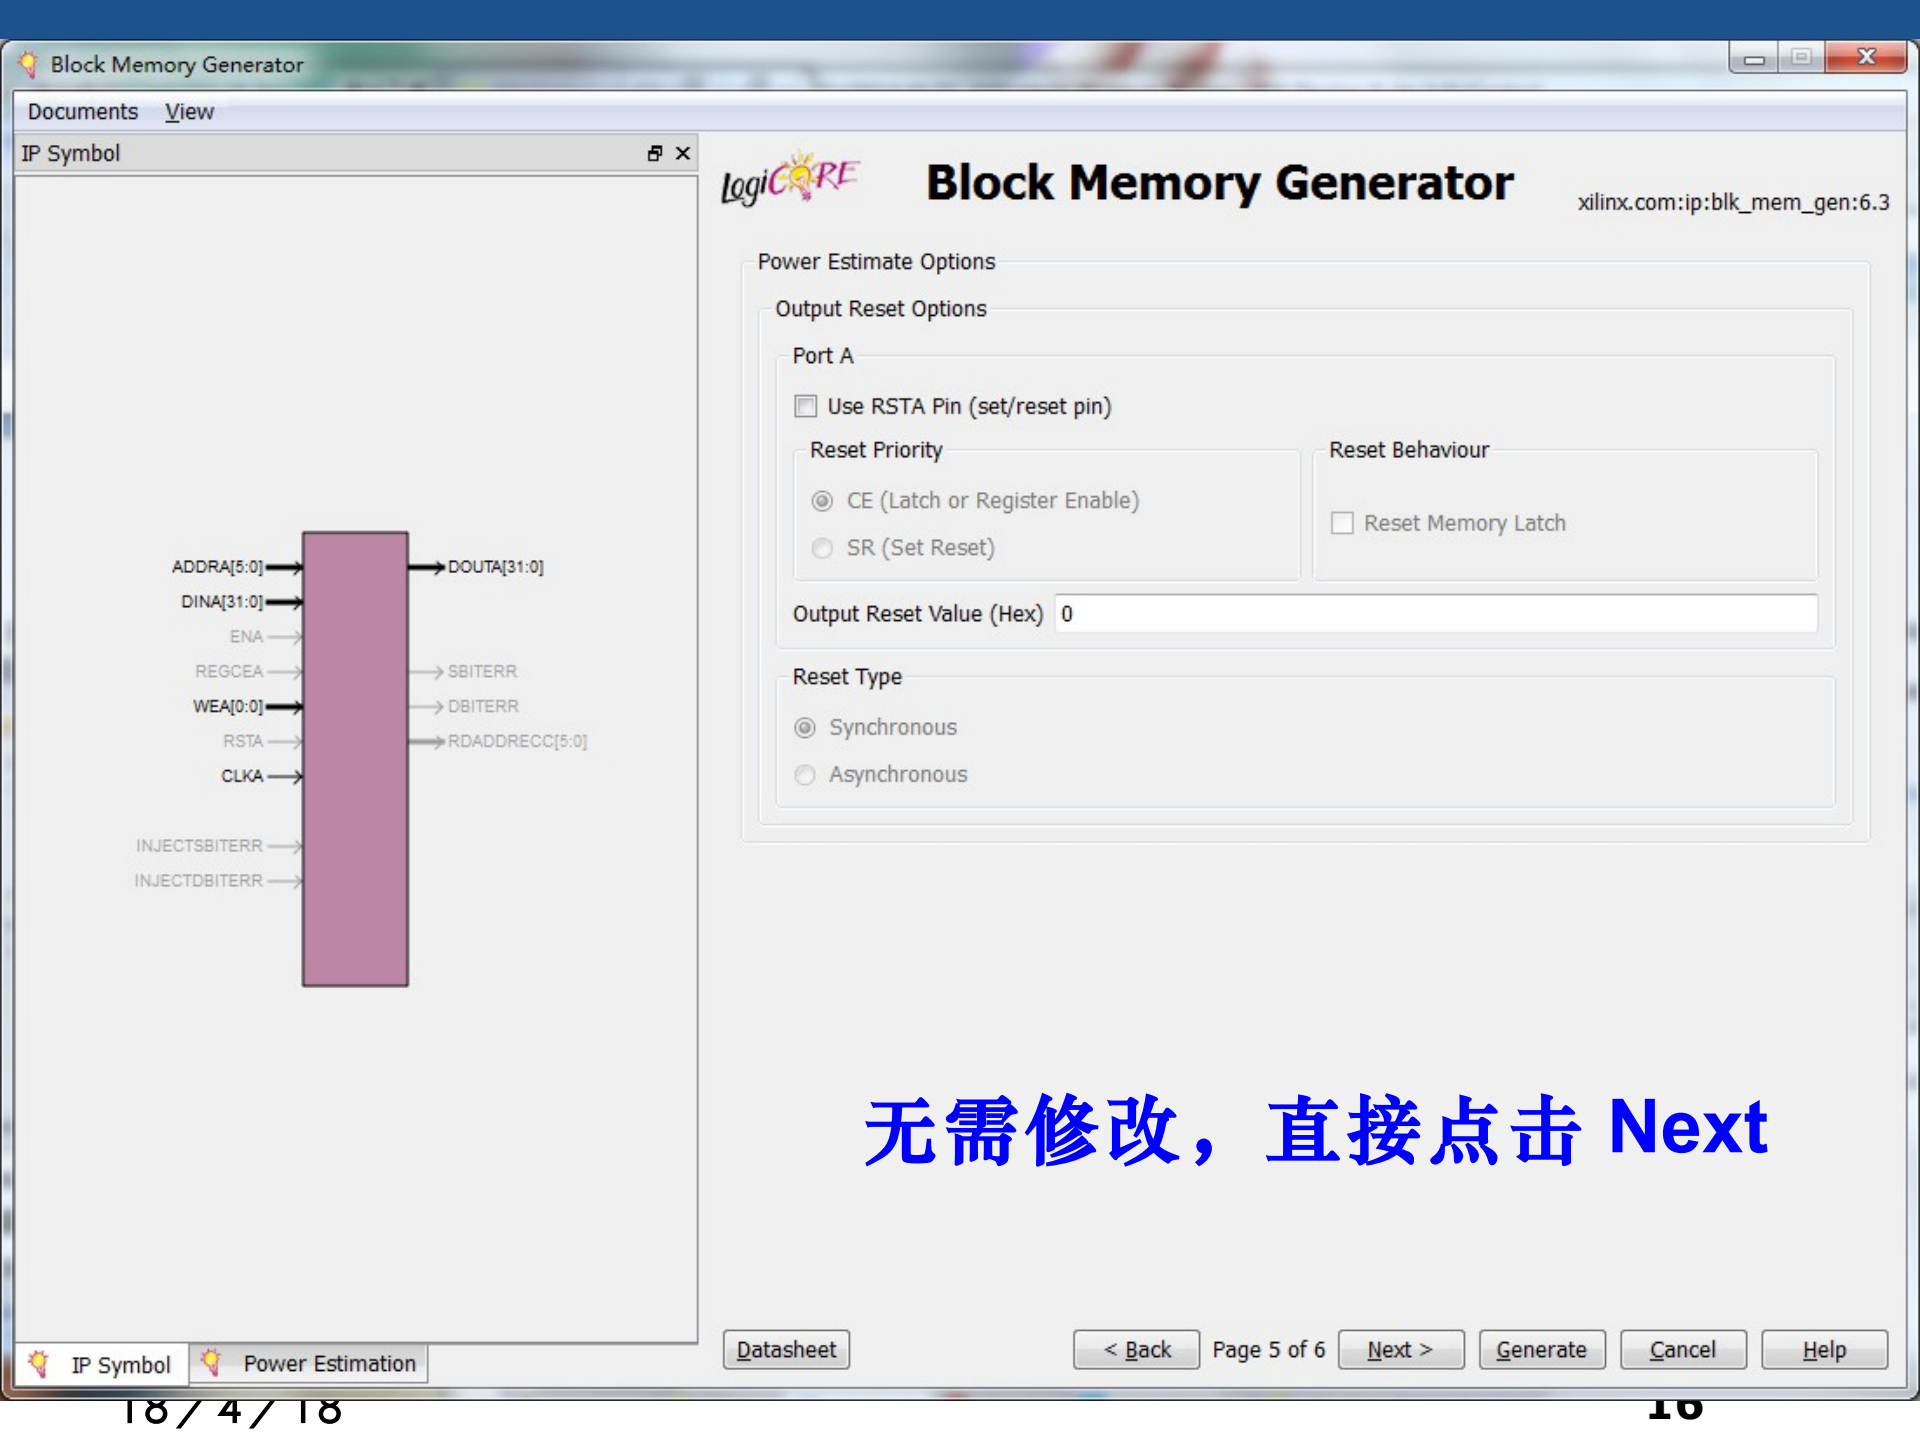 Block Memory Generator
Documents View
IP Symbol
LogiCORE
Block Memory Generator
xilinx.com:ip:blk_mem_gen:6.3
Power Estimate Options
Output Reset Options
Port A
Use RSTA Pin (set/reset pin)
Reset Priority
Reset Behaviour
CE (Latch or Register Enable)
Reset Memory Latch
SR (Set Reset)
Output Reset Value (Hex) 0
Reset Type
Synchronous
Asynchronous
ADDRA[5:0]
DOUTA[31:0]
DINA[31:0]
ENA
REGCEA
SBITERR
WEA[0:0]
DBITERR
RSTA
RDADDRECC[5:0]
CLKA
INJECTSBITERR
INJECTDBITERR
无需修改，直接点击 Next
Datasheet
< Back
Page 5 of 6
Next >
Generate
Cancel
Help
IP Symbol
Power Estimation
18/4/18
16